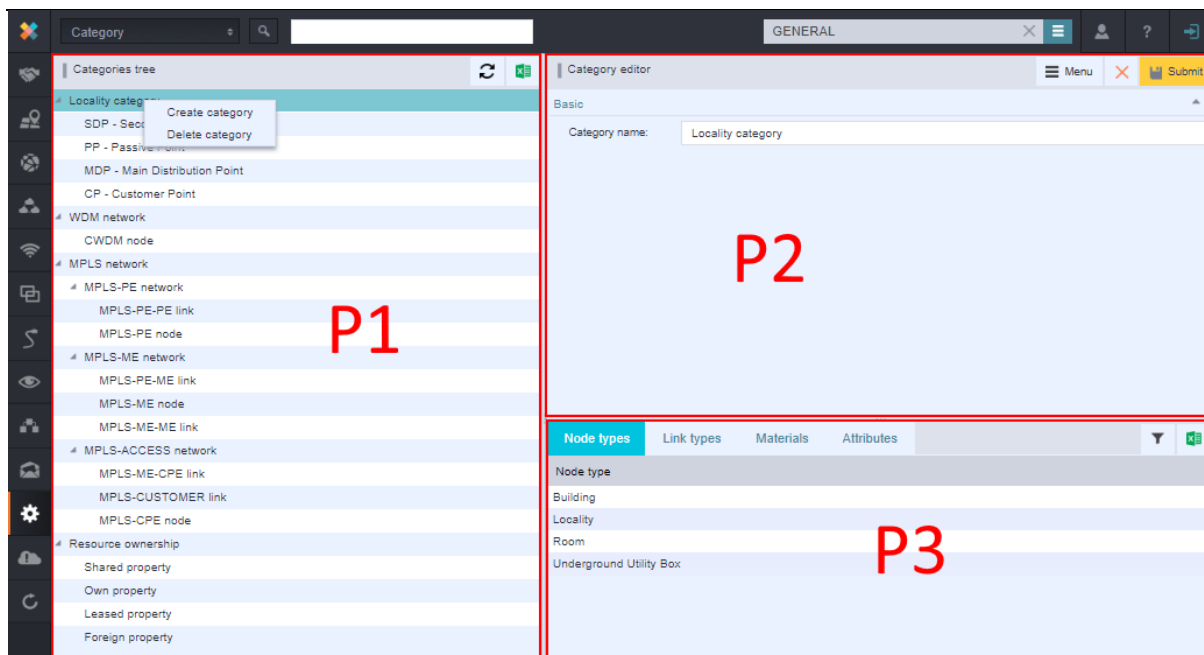 Category
GENERAL
?
Categories tree
Locality category
Create category
Delete category
SDP - Sec
PP - Passive Point
MDP - Main Distribution Point
CP - Customer Point
WDM network
CWDM node
MPLS network
MPLS-PE network
MPLS-PE-PE link
MPLS-PE node
MPLS-ME network
MPLS-PE-ME link
MPLS-ME node
MPLS-ME-ME link
MPLS-ACCESS network
MPLS-ME-CPE link
MPLS-CUSTOMER link
MPLS-CPE node
Resource ownership
Shared property
Own property
Leased property
Foreign property
P1
Category editor
Menu
Submit
Basic
Category name: Locality category
P2
Node types Link types Materials Attributes
Node type
Building
Locality
Room
Underground Utility Box
P3